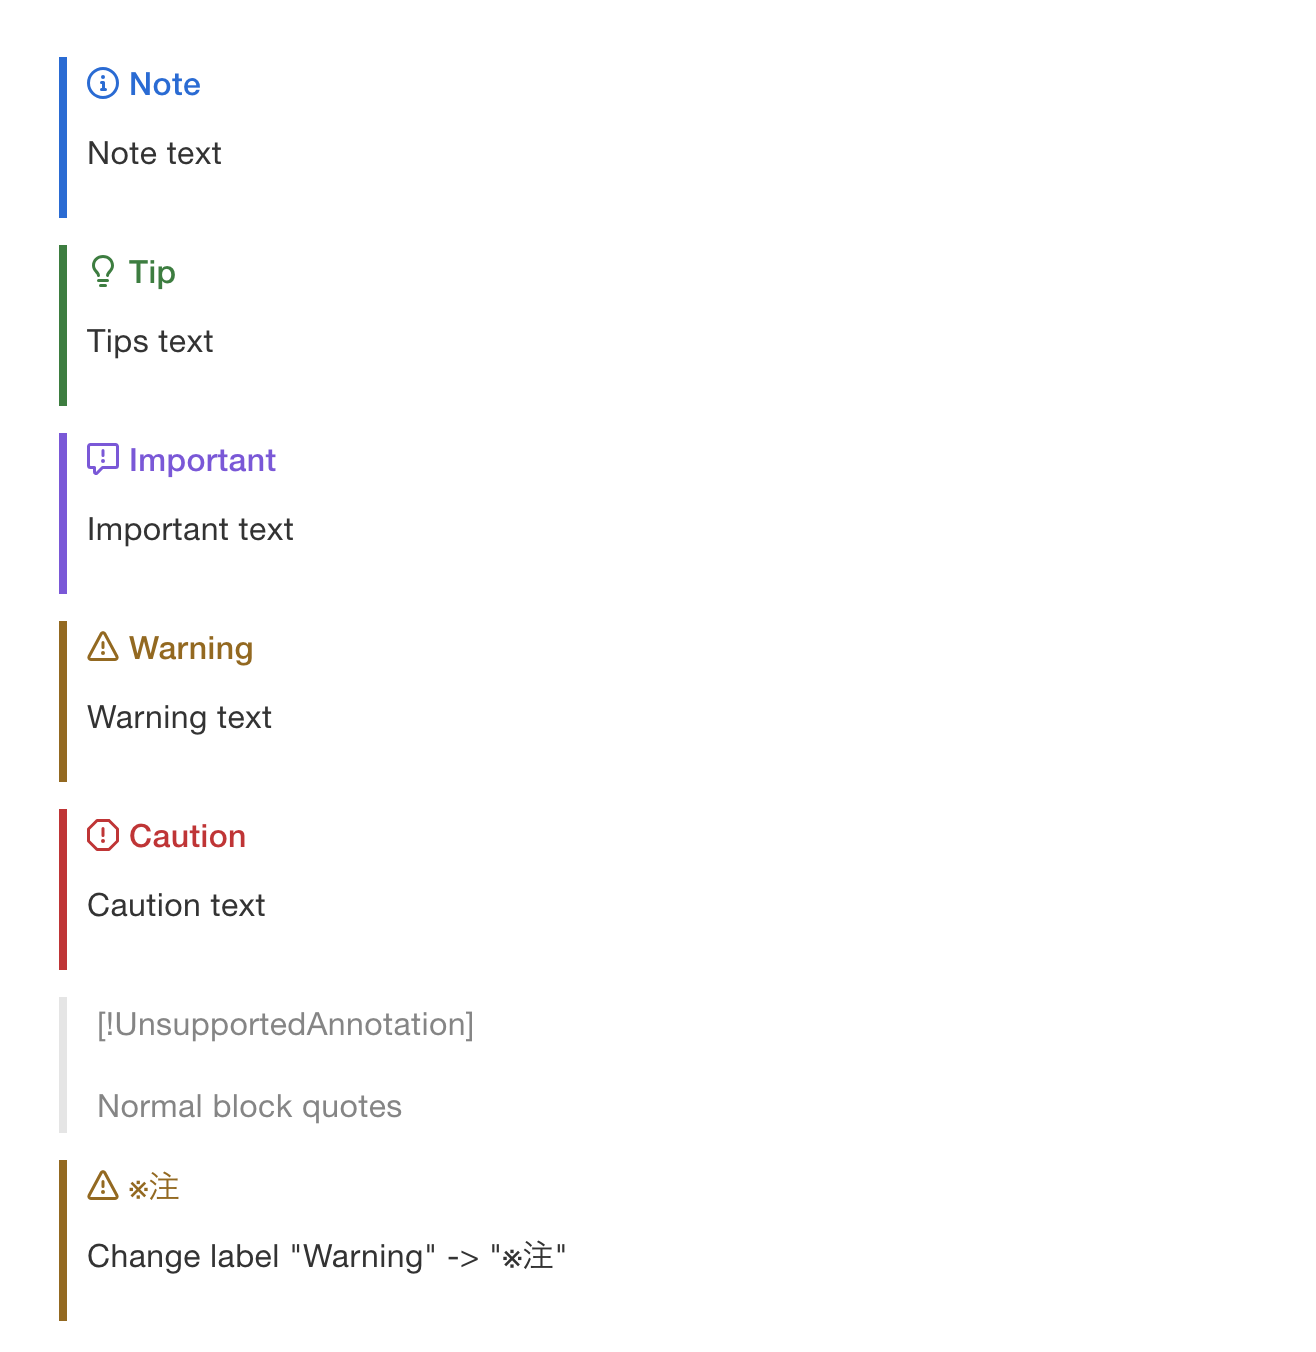 Note
Note text
Tip
Tips text
Important
Important text
Warning
Warning text
Caution
Caution text
[!UnsupportedAnnotation]
Normal block quotes
※注
Change label "Warning" -> "※注"